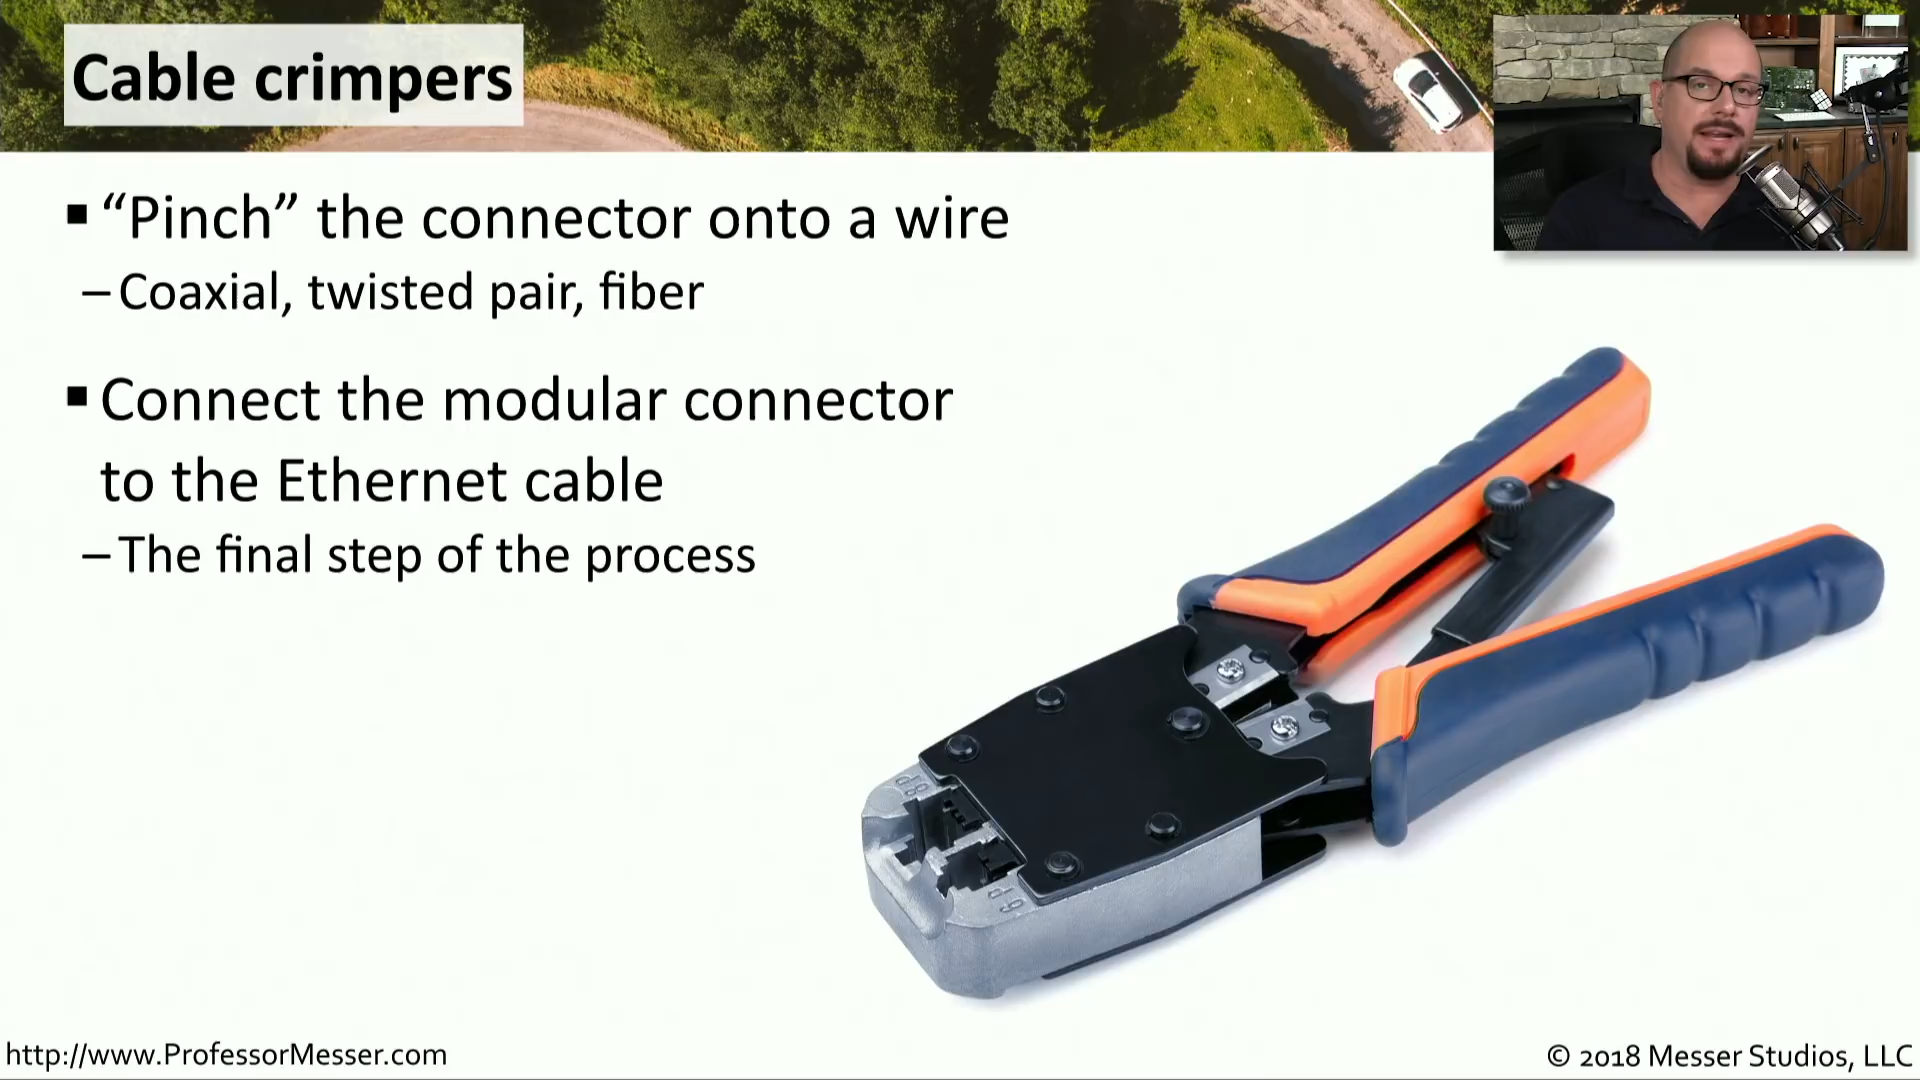 Cable crimpers
▪ “Pinch” the connector onto a wire
– Coaxial, twisted pair, fiber
▪ Connect the modular connector
to the Ethernet cable
– The final step of the process
8P
6P
http://www.ProfessorMesser.com
© 2018 Messer Studios, LLC